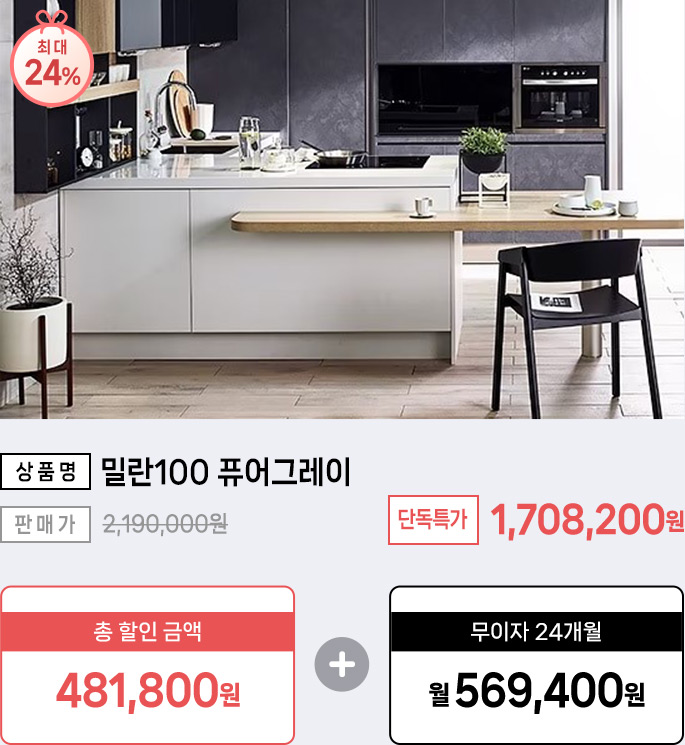 최대
24%
상품명 밀란100 퓨어그레이
판매가 2,190,000원
단독특가 1,708,200원
총 할인 금액
481,800원
+
무이자 24개월
월 569,400원